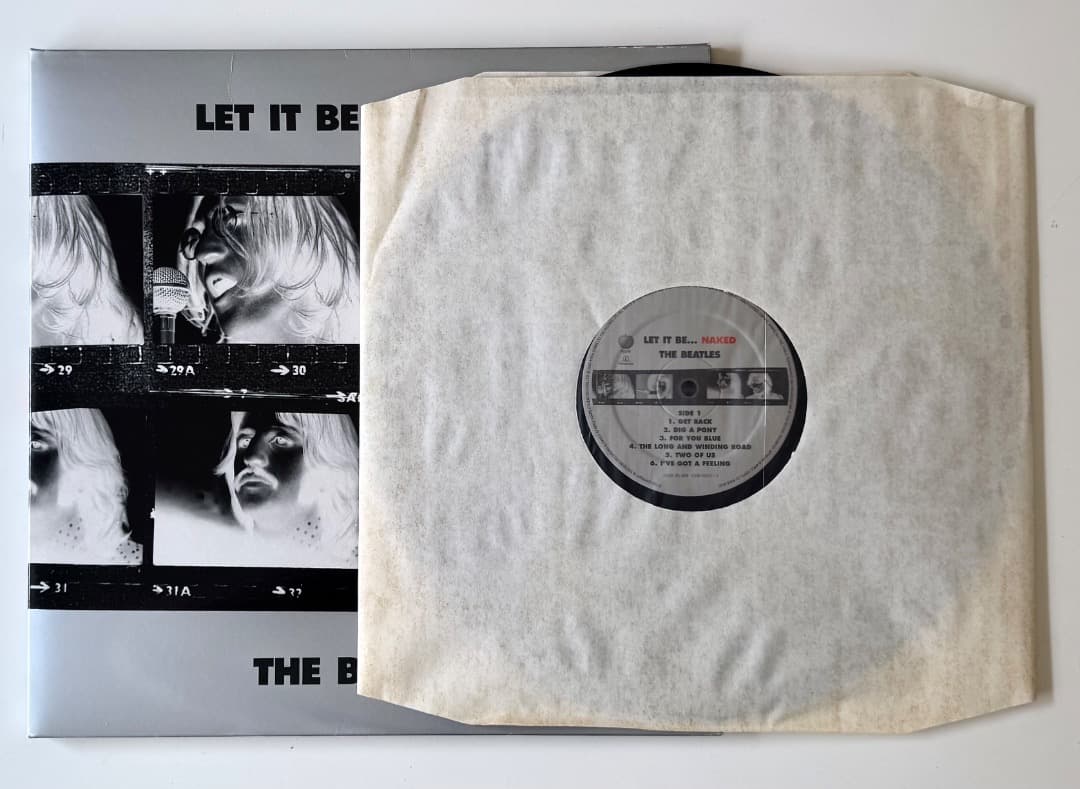 LET IT BE
29
29A
30
SA
31
31A
32
THE B
LET IT BE... NAKED
THE BEATLES
SIDE 1
1. GET BACK
2. DIG A PONY
3. FOR YOU BLUE
4. THE LONG AND WINDING ROAD
5. TWO OF US
6. I'VE GOT A FEELING